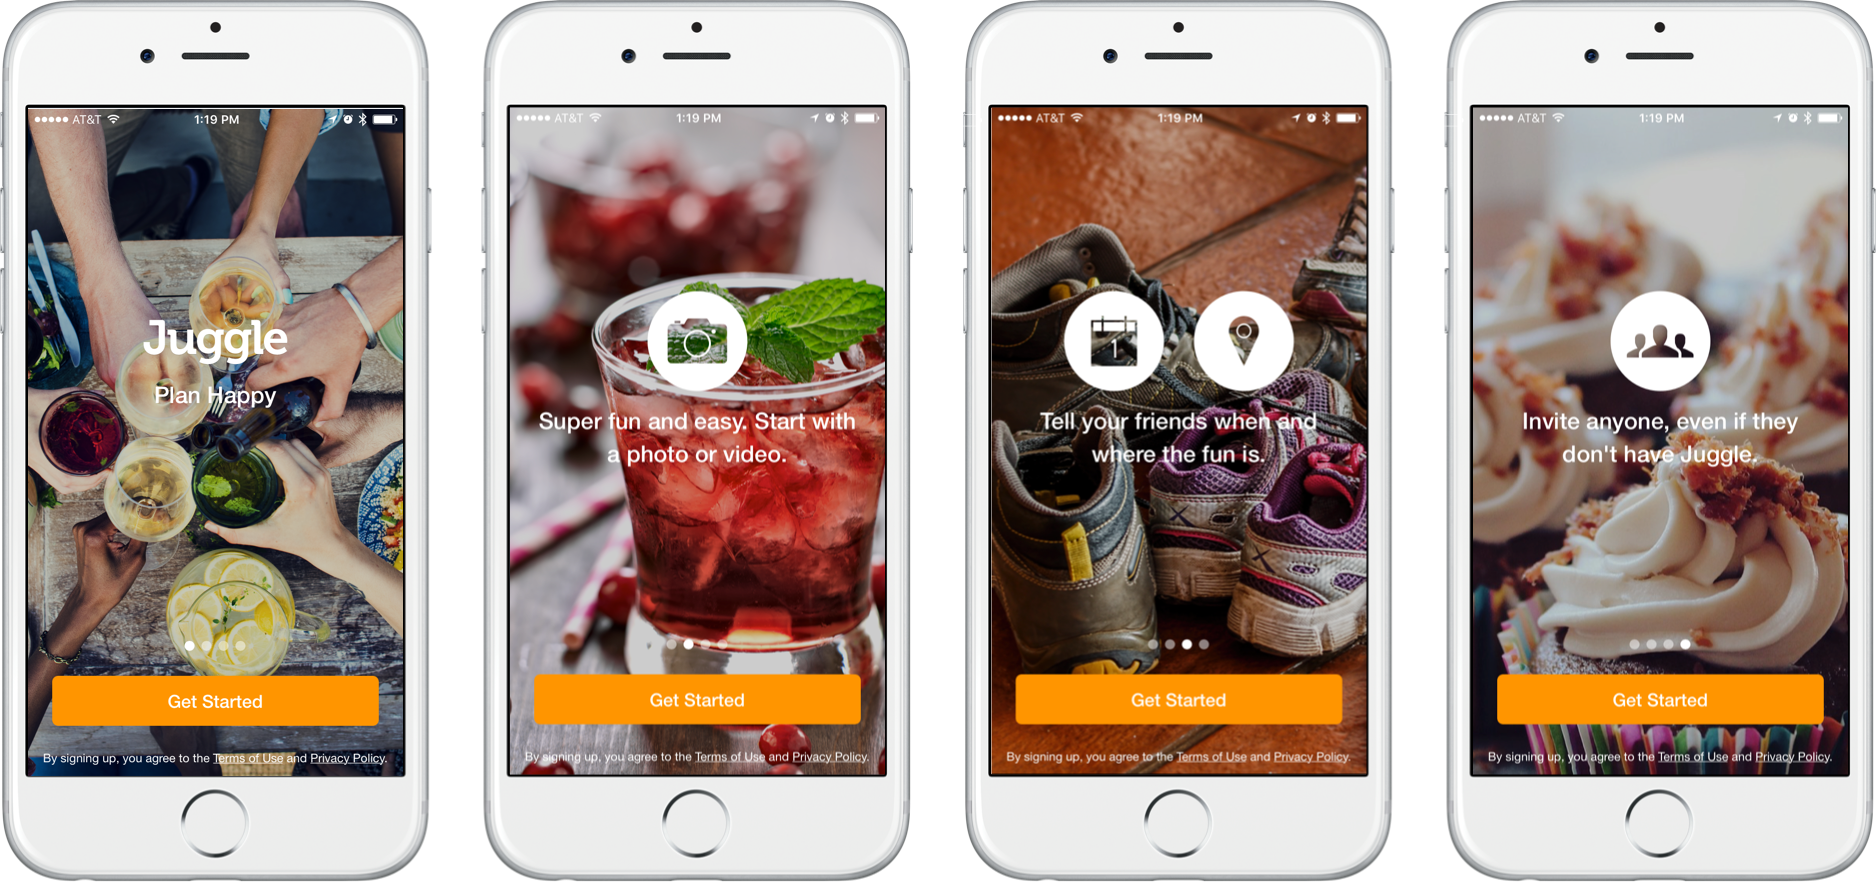 AT&T 1:19 PM
Juggle
Plan Happy
Get Started
By signing up, you agree to the Terms of Use and Privacy Policy.
AT&T 1:19 PM
Super fun and easy. Start with
a photo or video.
Get Started
By signing up, you agree to the Terms of Use and Privacy Policy.
AT&T 1:19 PM
1
Tell your friends when and
where the fun is.
Get Started
By signing up, you agree to the Terms of Use and Privacy Policy.
AT&T 1:19 PM
Invite anyone, even if they
don't have Juggle.
Get Started
By signing up, you agree to the Terms of Use and Privacy Policy.